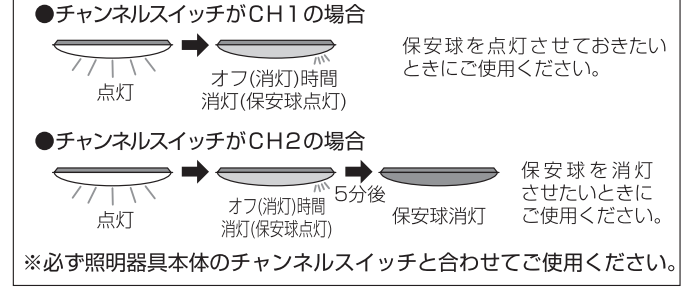 ●チャンネルスイッチがCH1の場合
点灯
オフ(消灯)時間
消灯(保安球点灯)
保安球を点灯させておきたい
ときにご使用ください。
●チャンネルスイッチがCH2の場合
点灯
オフ(消灯)時間
消灯(保安球点灯)
5分後
保安球消灯
保安球を消灯
させたいときに
ご使用ください。
※必ず照明器具本体のチャンネルスイッチと合わせてご使用ください。